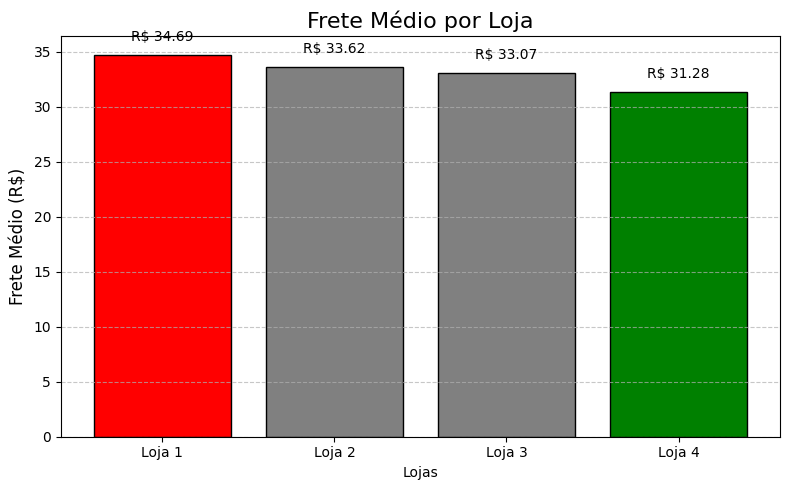 Frete Médio por Loja
R$ 34.69
R$ 33.62
R$ 33.07
R$ 31.28
Frete Médio (R$)
35
30
25
20
15
10
5
0
Loja 1
Loja 2
Loja 3
Loja 4
Lojas